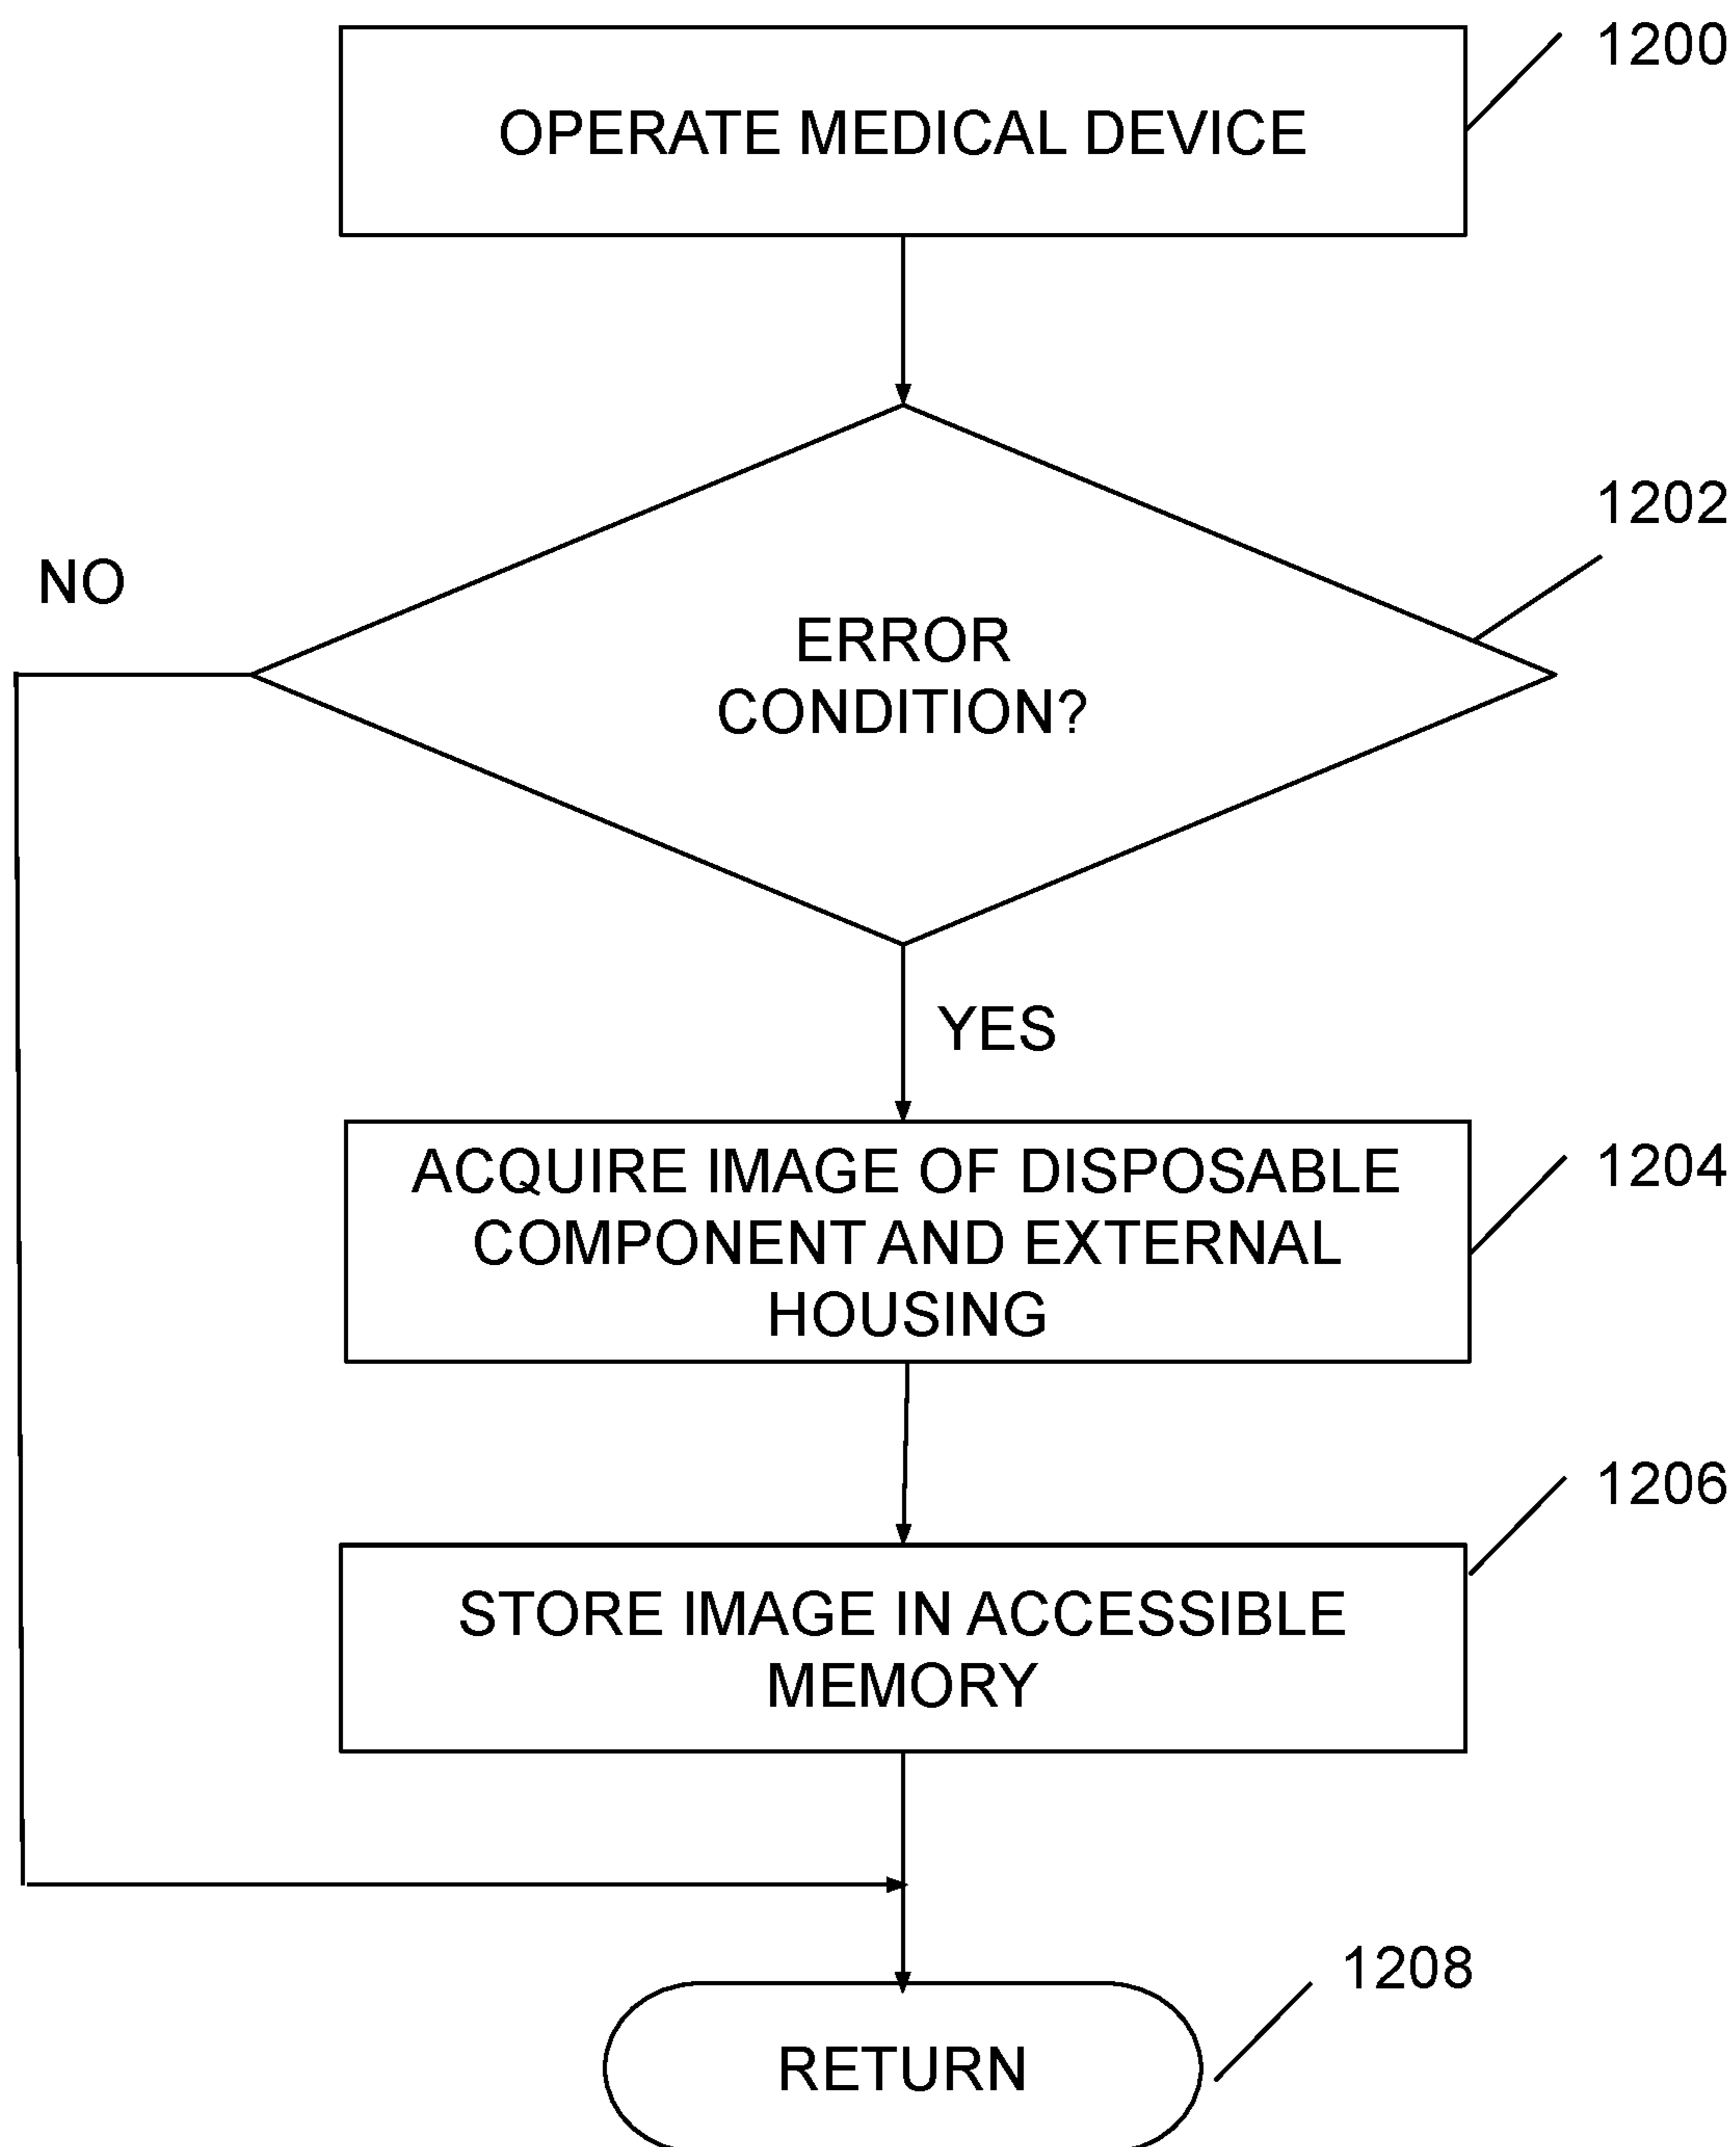 1200
OPERATE MEDICAL DEVICE
1202
NO
ERROR
CONDITION?
YES
ACQUIRE IMAGE OF DISPOSABLE
COMPONENT AND EXTERNAL
HOUSING
1204
1206
STORE IMAGE IN ACCESSIBLE
MEMORY
1208
RETURN